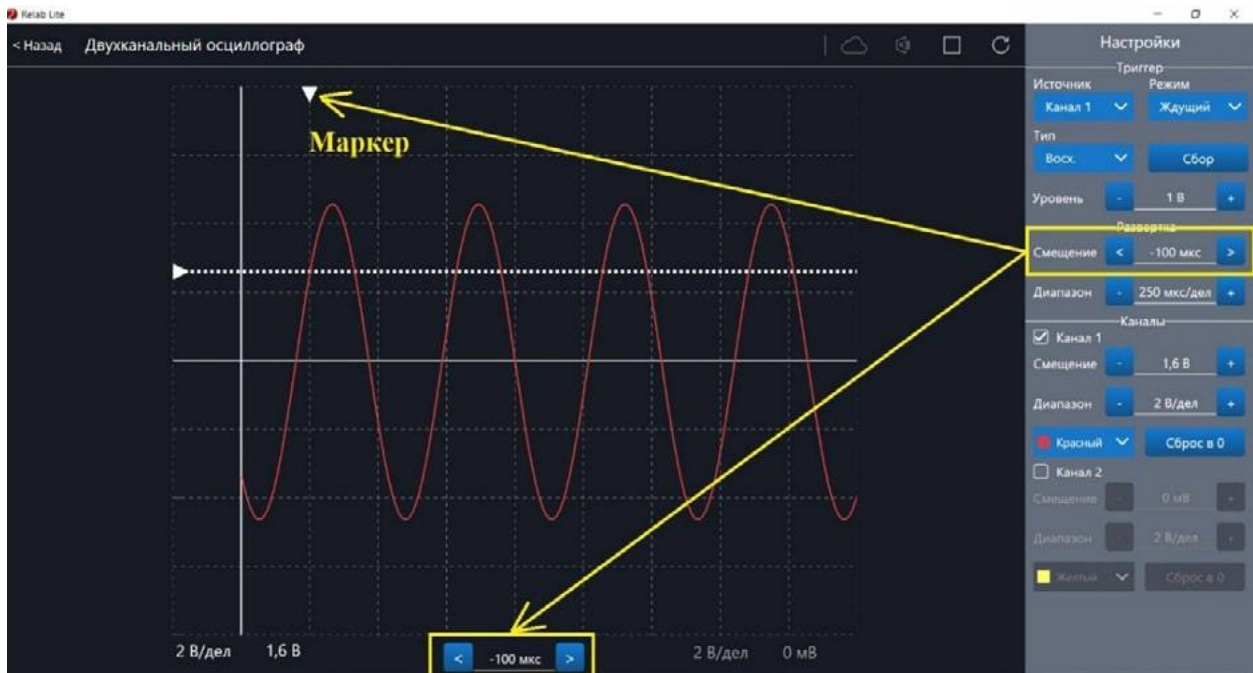 Relab Lite
< Назад Двухканальный осциллограф
Настройки
Триггер
Источник Режим
Канал 1 Ждущий
Тип
Восх. Сбор
Уровень - 1 В +
Развертка
Смещение < -100 мкс >
Диапазон - 250 мкс/дел +
Каналы
Канал 1
Смещение - 1,6 В +
Диапазон - 2 В/дел +
Красный Сброс в 0
Канал 2
Смещение - 0 мВ +
Диапазон - 2 В/дел +
Желтый Сброс в 0
Маркер
2 В/дел 1,6 В < -100 мкс > 2 В/дел 0 мВ